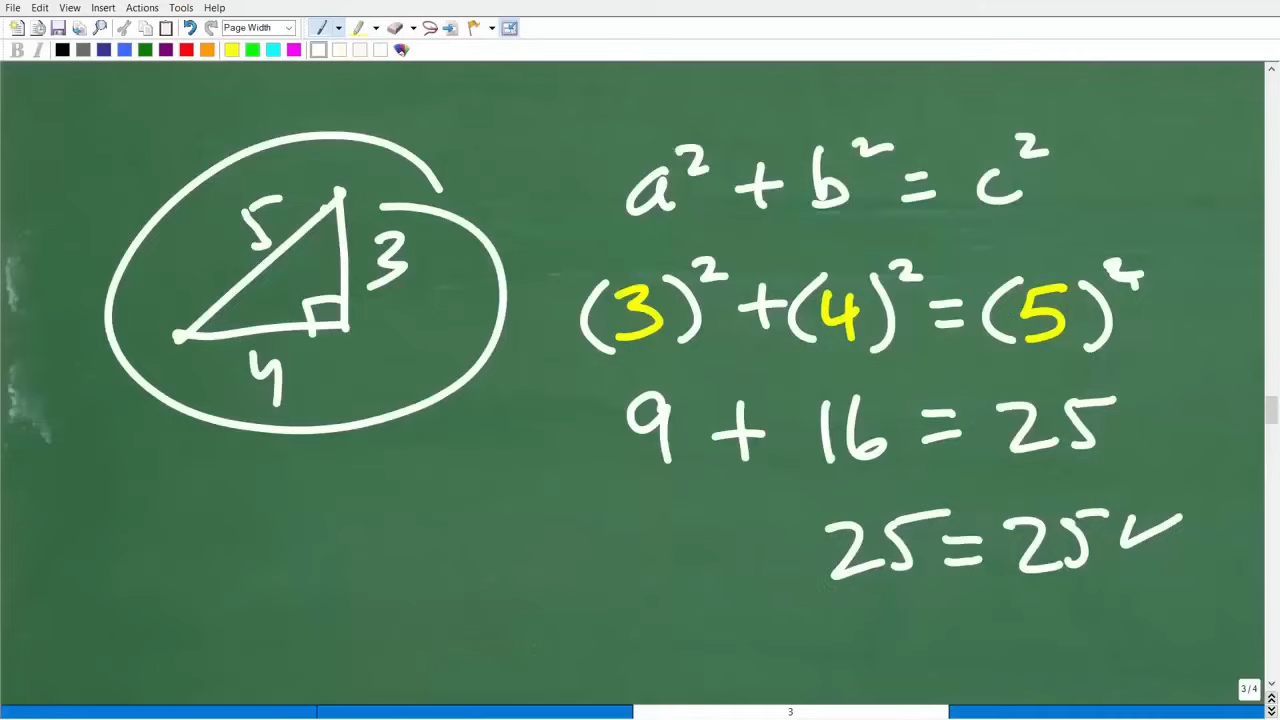 File Edit View Insert Actions Tools Help
Page Width
B I
5
3
4
a² + b² = c²
(3)² + (4)² = (5)²
9 + 16 = 25
25 = 25 ✓
3/4
3